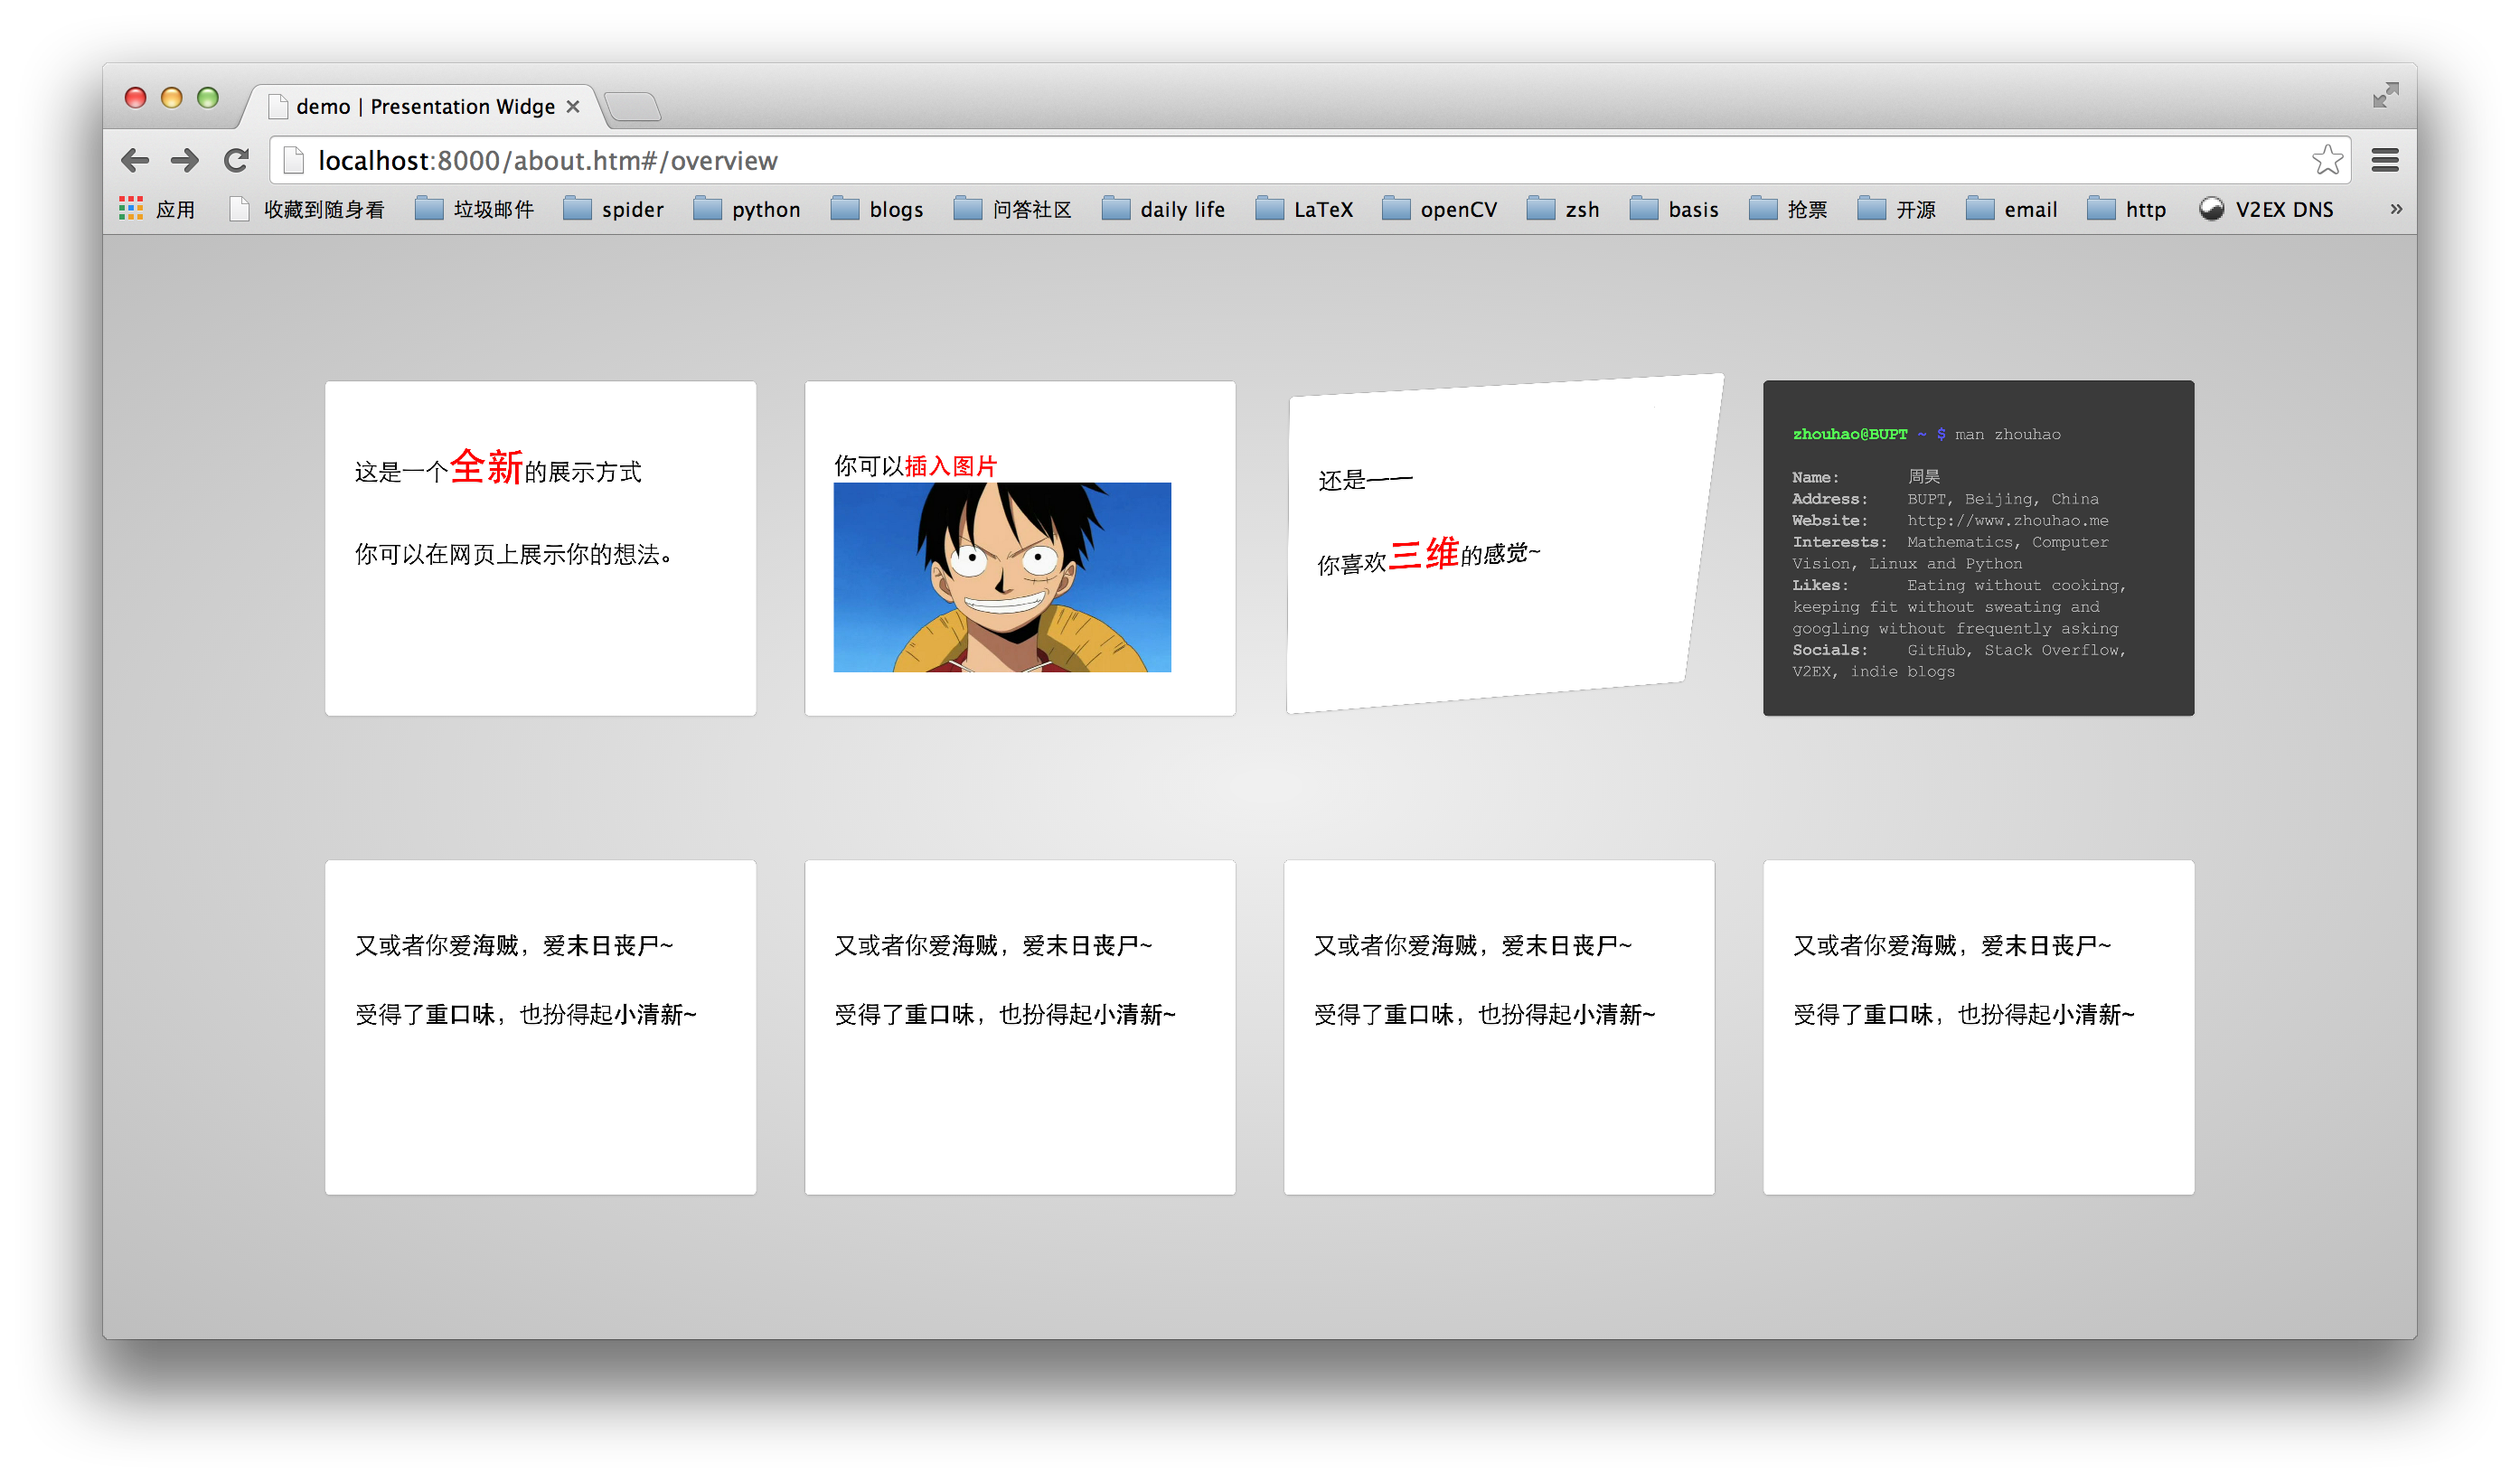 demo | Presentation Widge
localhost:8000/about.htm#/overview
应用 收藏到随身看 垃圾邮件 spider python blogs 问答社区 daily life LaTeX openCV zsh basis 抢票 开源 email http V2EX DNS »
这是一个全新的展示方式
你可以在网页上展示你的想法。
你可以插入图片
还是——
你喜欢三维的感觉~
zhouhao@BUPT ~ $ man zhouhao
Name: 周昊
Address: BUPT, Beijing, China
Website: http://www.zhouhao.me
Interests: Mathematics, Computer
Vision, Linux and Python
Likes: Eating without cooking,
keeping fit without sweating and
googling without frequently asking
Socials: GitHub, Stack Overflow,
V2EX, indie blogs
又或者你爱海贼，爱末日丧尸~
受得了重口味，也扮得起小清新~
又或者你爱海贼，爱末日丧尸~
受得了重口味，也扮得起小清新~
又或者你爱海贼，爱末日丧尸~
受得了重口味，也扮得起小清新~
又或者你爱海贼，爱末日丧尸~
受得了重口味，也扮得起小清新~